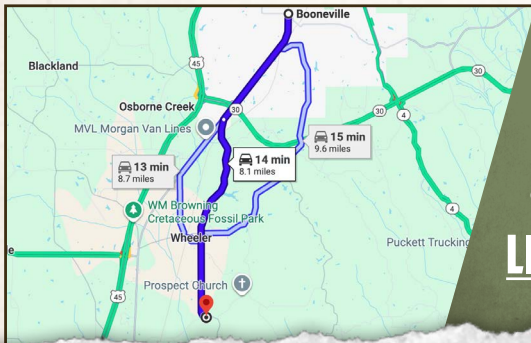 Booneville
Blackland
45
30
30
Osborne Creek
30
4
MVL Morgan Van Lines
15 min
9.6 miles
14 min
8.1 miles
13 min
8.7 miles
WM Browning
Cretaceous Fossil Park
4
Wheeler
Puckett Trucking
Prospect Church
45